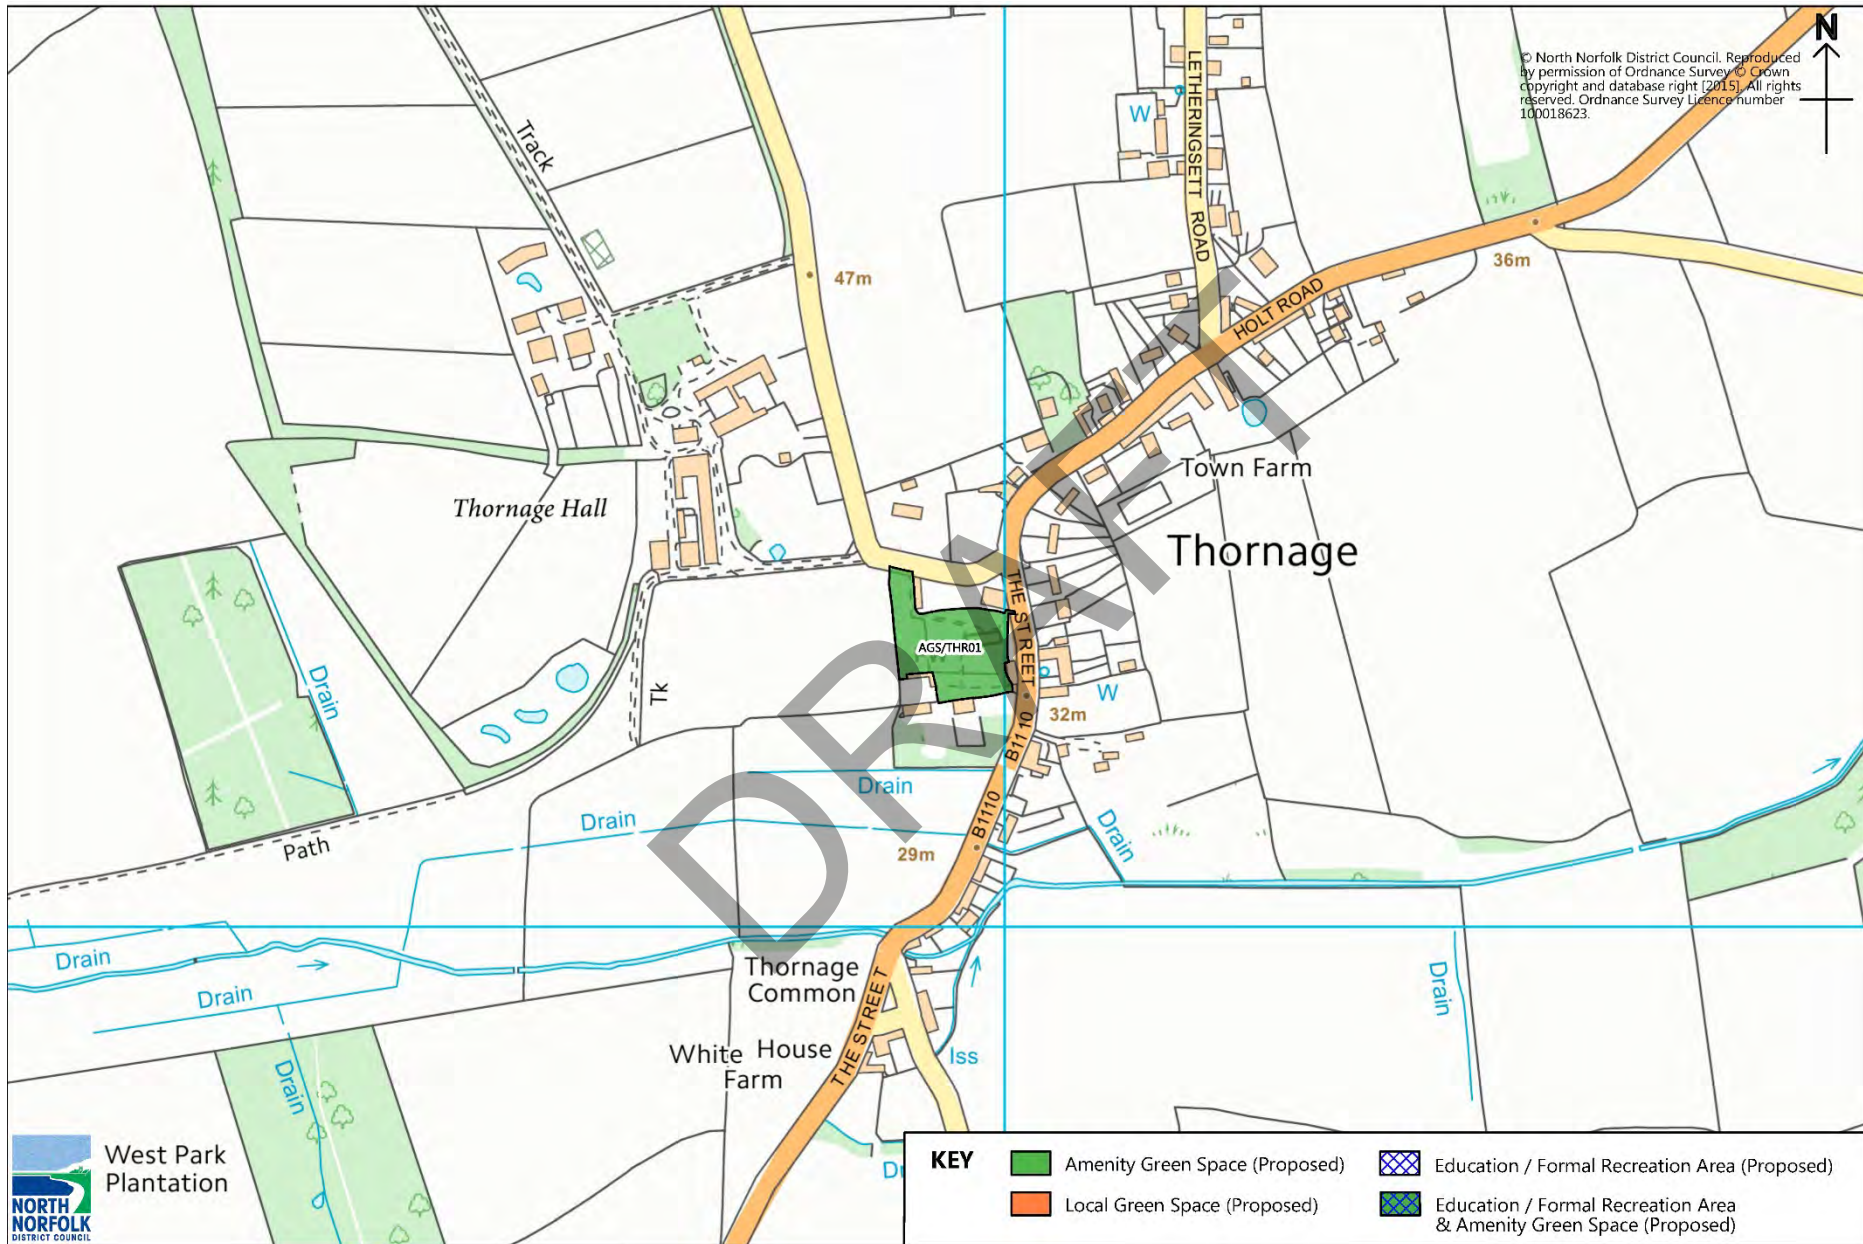 N
© North Norfolk District Council. Reproduced
by permission of Ordnance Survey © Crown
copyright and database right [2015]. All rights
reserved. Ordnance Survey Licence number
100018623.
LETHERINGSETT ROAD
W
Track
47m
36m
HOLT ROAD
Town Farm
Thornage Hall
Thornage
THE STREET
AGS/THR01
Drain
Tk
W
32m
B1110
Drain
Drain
B1110
Drain
Path
29m
DRAFT
Drain
Drain
Thornage
Common
Drain
THE STREET
White House
Farm
Iss
Drain
West Park
Plantation
NORTH
NORFOLK
DISTRICT COUNCIL
KEY
Amenity Green Space (Proposed)
Local Green Space (Proposed)
Education / Formal Recreation Area (Proposed)
Education / Formal Recreation Area
& Amenity Green Space (Proposed)